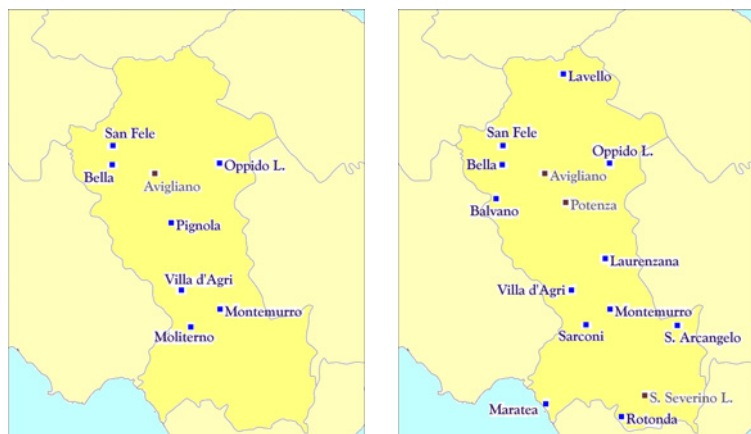 San Fele
Bella
Avigliano
Oppido L.
Pignola
Villa d'Agri
Montemurro
Moliterno
Lavello
San Fele
Oppido L.
Bella
Avigliano
Balvano
Potenza
Laurenzana
Villa d'Agri
Montemurro
Sarconi
S. Arcangelo
S. Severino L.
Maratea
Rotonda